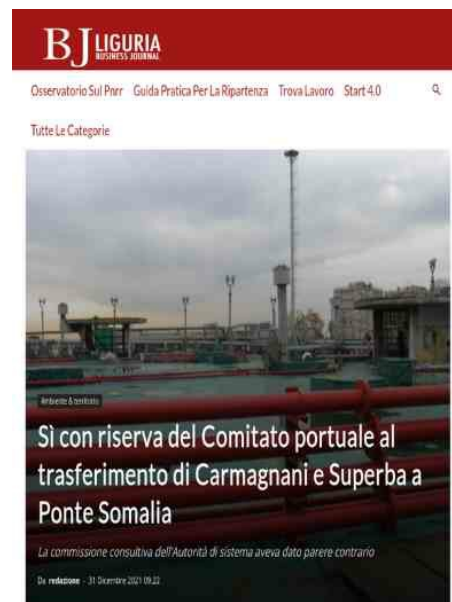 BJ LIGURIA
BUSINESS JOURNAL
Osservatorio Sul Pnrr Guida Pratica Per La Ripartenza Trova Lavoro Start 4.0
Tutte Le Categorie
Ambiente & territorio
Sì con riserva del Comitato portuale al
trasferimento di Carmagnani e Superba a
Ponte Somalia
La commissione consultiva dell'Autorità di sistema aveva dato parere contrario
Da redazione - 31 Dicembre 2021 09:22